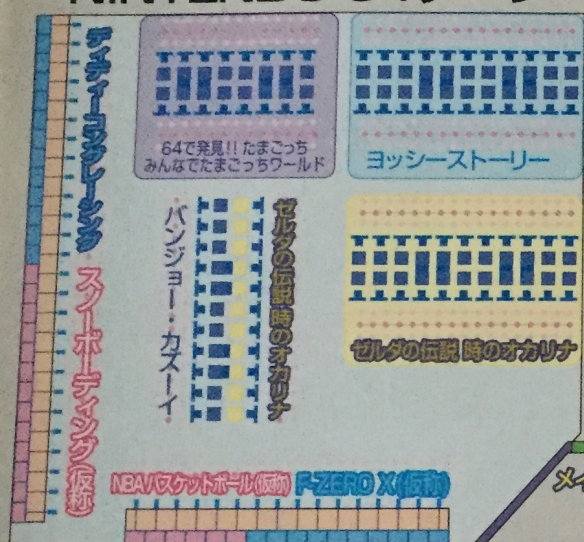 ディディーコングレーシング
スノーボーディング(仮称)
64で発見!! たまごっち
みんなでたまごっちワールド
ヨッシーストーリー
バンジョー・カズーイ
ゼルダの伝説 時のオカリナ
ゼルダの伝説 時のオカリナ
NBAバスケットボール(仮称)
F-ZERO X(仮称)
メイ